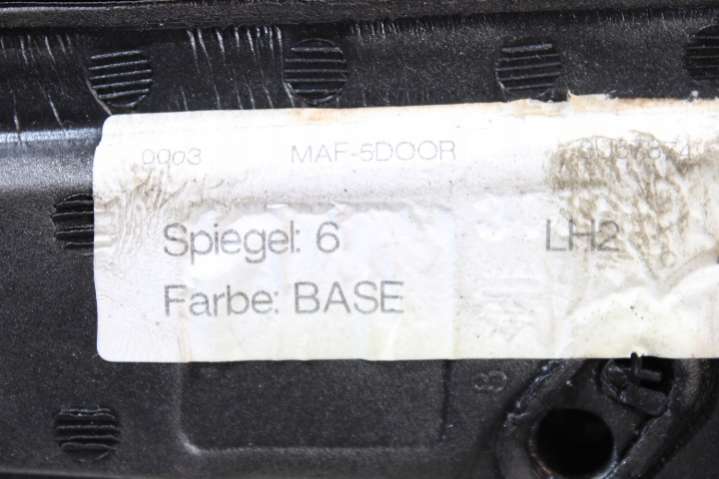 0003 MAF-5DOOR
Spiegel: 6 LH2
Farbe: BASE